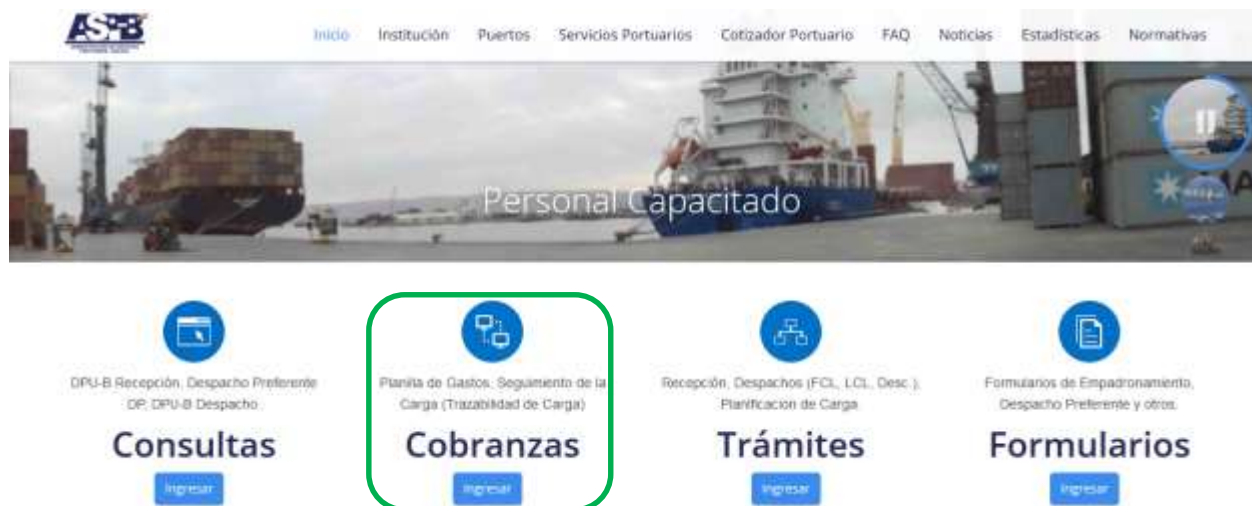 ASP-B
Inicio Institución Puertos Servicios Portuarios Cotizador Portuario FAQ Noticias Estadísticas Normativas
Personal Capacitado
DPU-B Recepción, Despacho Preferente
DP, DPU-B Despacho
Consultas
Ingresar
Planilla de Gastos, Seguimiento de la
Carga (Trazabilidad de Carga)
Cobranzas
Ingresar
Recepción, Despachos (FCL, LCL, Desc.),
Planificacion de Carga
Trámites
Ingresar
Formularios de Empadronamiento,
Despacho Preferente y otros.
Formularios
Ingresar